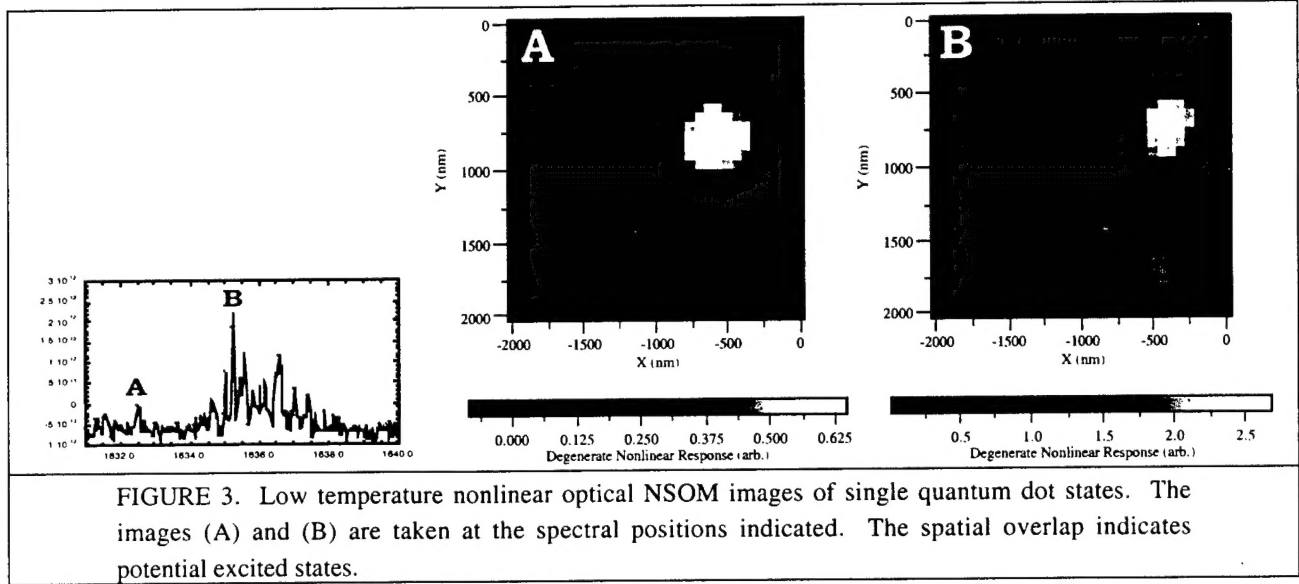 A
0
500
1000
1500
2000
Y (nm)
-2000 -1500 -1000 -500 0
X (nm)
0.000 0.125 0.250 0.375 0.500 0.625
Degenerate Nonlinear Response (arb.)
B
0
500
1000
1500
2000
Y (nm)
-2000 -1500 -1000 -500 0
X (nm)
0.5 1.0 1.5 2.0 2.5
Degenerate Nonlinear Response (arb.)
B
A
0
1832.0 1834.0 1836.0 1838.0 1640.0
FIGURE 3. Low temperature nonlinear optical NSOM images of single quantum dot states. The
images (A) and (B) are taken at the spectral positions indicated. The spatial overlap indicates
potential excited states.